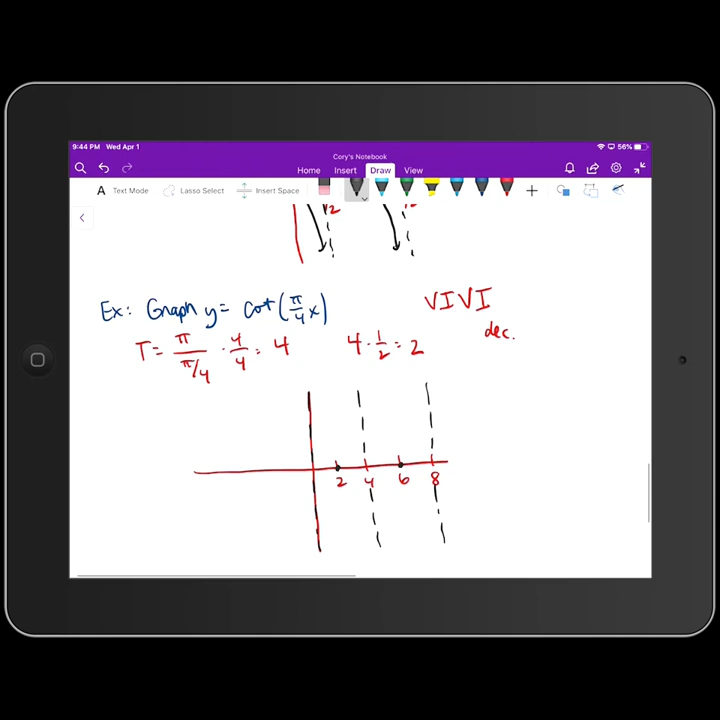 9:44 PM Wed Apr 1
56%
Cory's Notebook
Home Insert Draw View
A Text Mode Lasso Select Insert Space
12
Ex: Graph y = cot(π/4 x)
VIVI
dec.
T = π / π/4 · 4/4 = 4
4 · 1/2 = 2
2 4 6 8